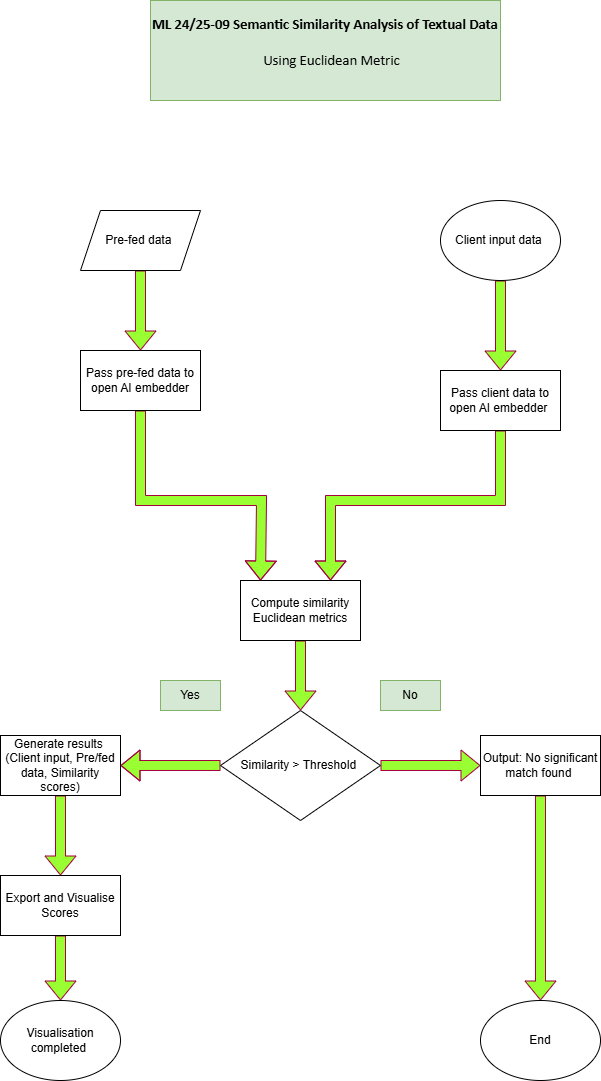 ML 24/25-09 Semantic Similarity Analysis of Textual Data
Using Euclidean Metric
Pre-fed data
Client input data
Pass pre-fed data to
open AI embedder
Pass client data to
open AI embedder
Compute similarity
Euclidean metrics
Yes
No
Similarity > Threshold
Generate results
(Client input, Pre/fed
data, Similarity
scores)
Output: No significant
match found
Export and Visualise
Scores
Visualisation
completed
End